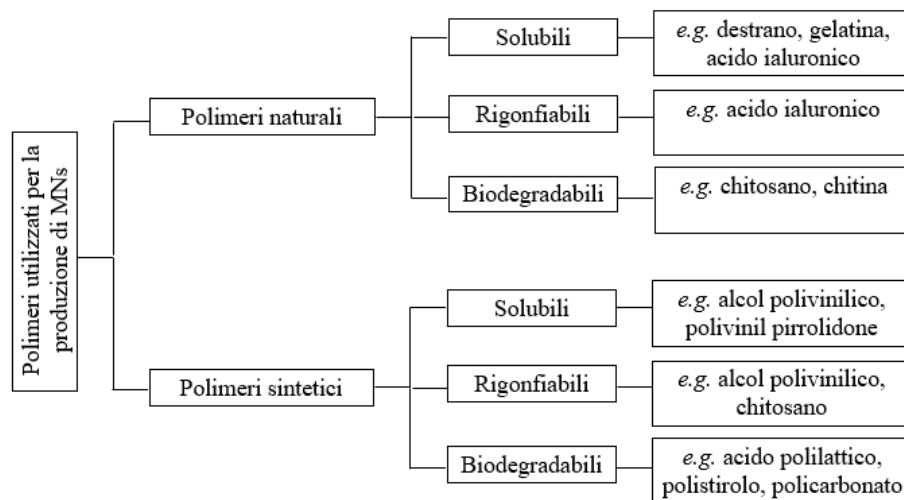 Polimeri utilizzati per la
produzione di MNs
Polimeri naturali
Solubili
e.g. destrano, gelatina,
acido ialuronico
Rigonfiabili
e.g. acido ialuronico
Biodegradabili
e.g. chitosano, chitina
Polimeri sintetici
Solubili
e.g. alcol polivinilico,
polivinil pirrolidone
Rigonfiabili
e.g. alcol polivinilico,
chitosano
Biodegradabili
e.g. acido polilattico,
polistirolo, policarbonato